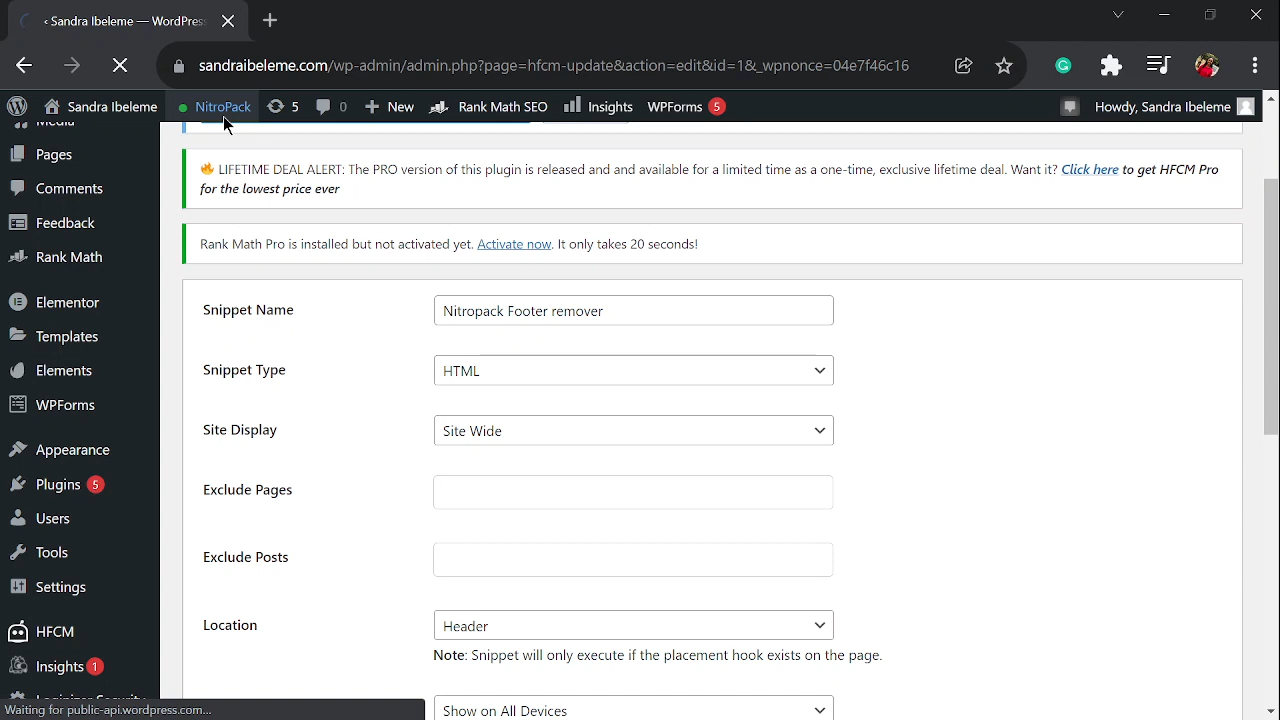 ‹ Sandra Ibeleme — WordPres
sandraibeleme.com/wp-admin/admin.php?page=hfcm-update&action=edit&id=1&_wpnonce=04e7f46c16
Sandra Ibeleme
NitroPack
5
0
New
Rank Math SEO
Insights
WPForms 5
Howdy, Sandra Ibeleme
Media
Pages
Comments
Feedback
Rank Math
Elementor
Templates
Elements
WPForms
Appearance
Plugins 5
Users
Tools
Settings
HFCM
Insights 1
Loginizer Security
LIFETIME DEAL ALERT: The PRO version of this plugin is released and and available for a limited time as a one-time, exclusive lifetime deal. Want it? Click here to get HFCM Pro
for the lowest price ever
Rank Math Pro is installed but not activated yet. Activate now. It only takes 20 seconds!
Snippet Name
Nitropack Footer remover
Snippet Type
HTML
Site Display
Site Wide
Exclude Pages
Exclude Posts
Location
Header
Note: Snippet will only execute if the placement hook exists on the page.
Show on All Devices
Waiting for public-api.wordpress.com...